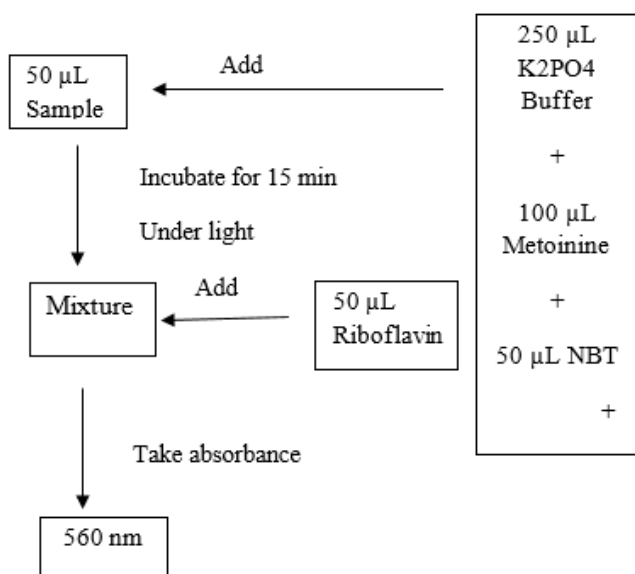 50 µL
Sample
Add
250 µL
K2PO4
Buffer
+
100 µL
Metoinine
+
50 µL NBT
+
Incubate for 15 min
Under light
Mixture
Add
50 µL
Riboflavin
Take absorbance
560 nm